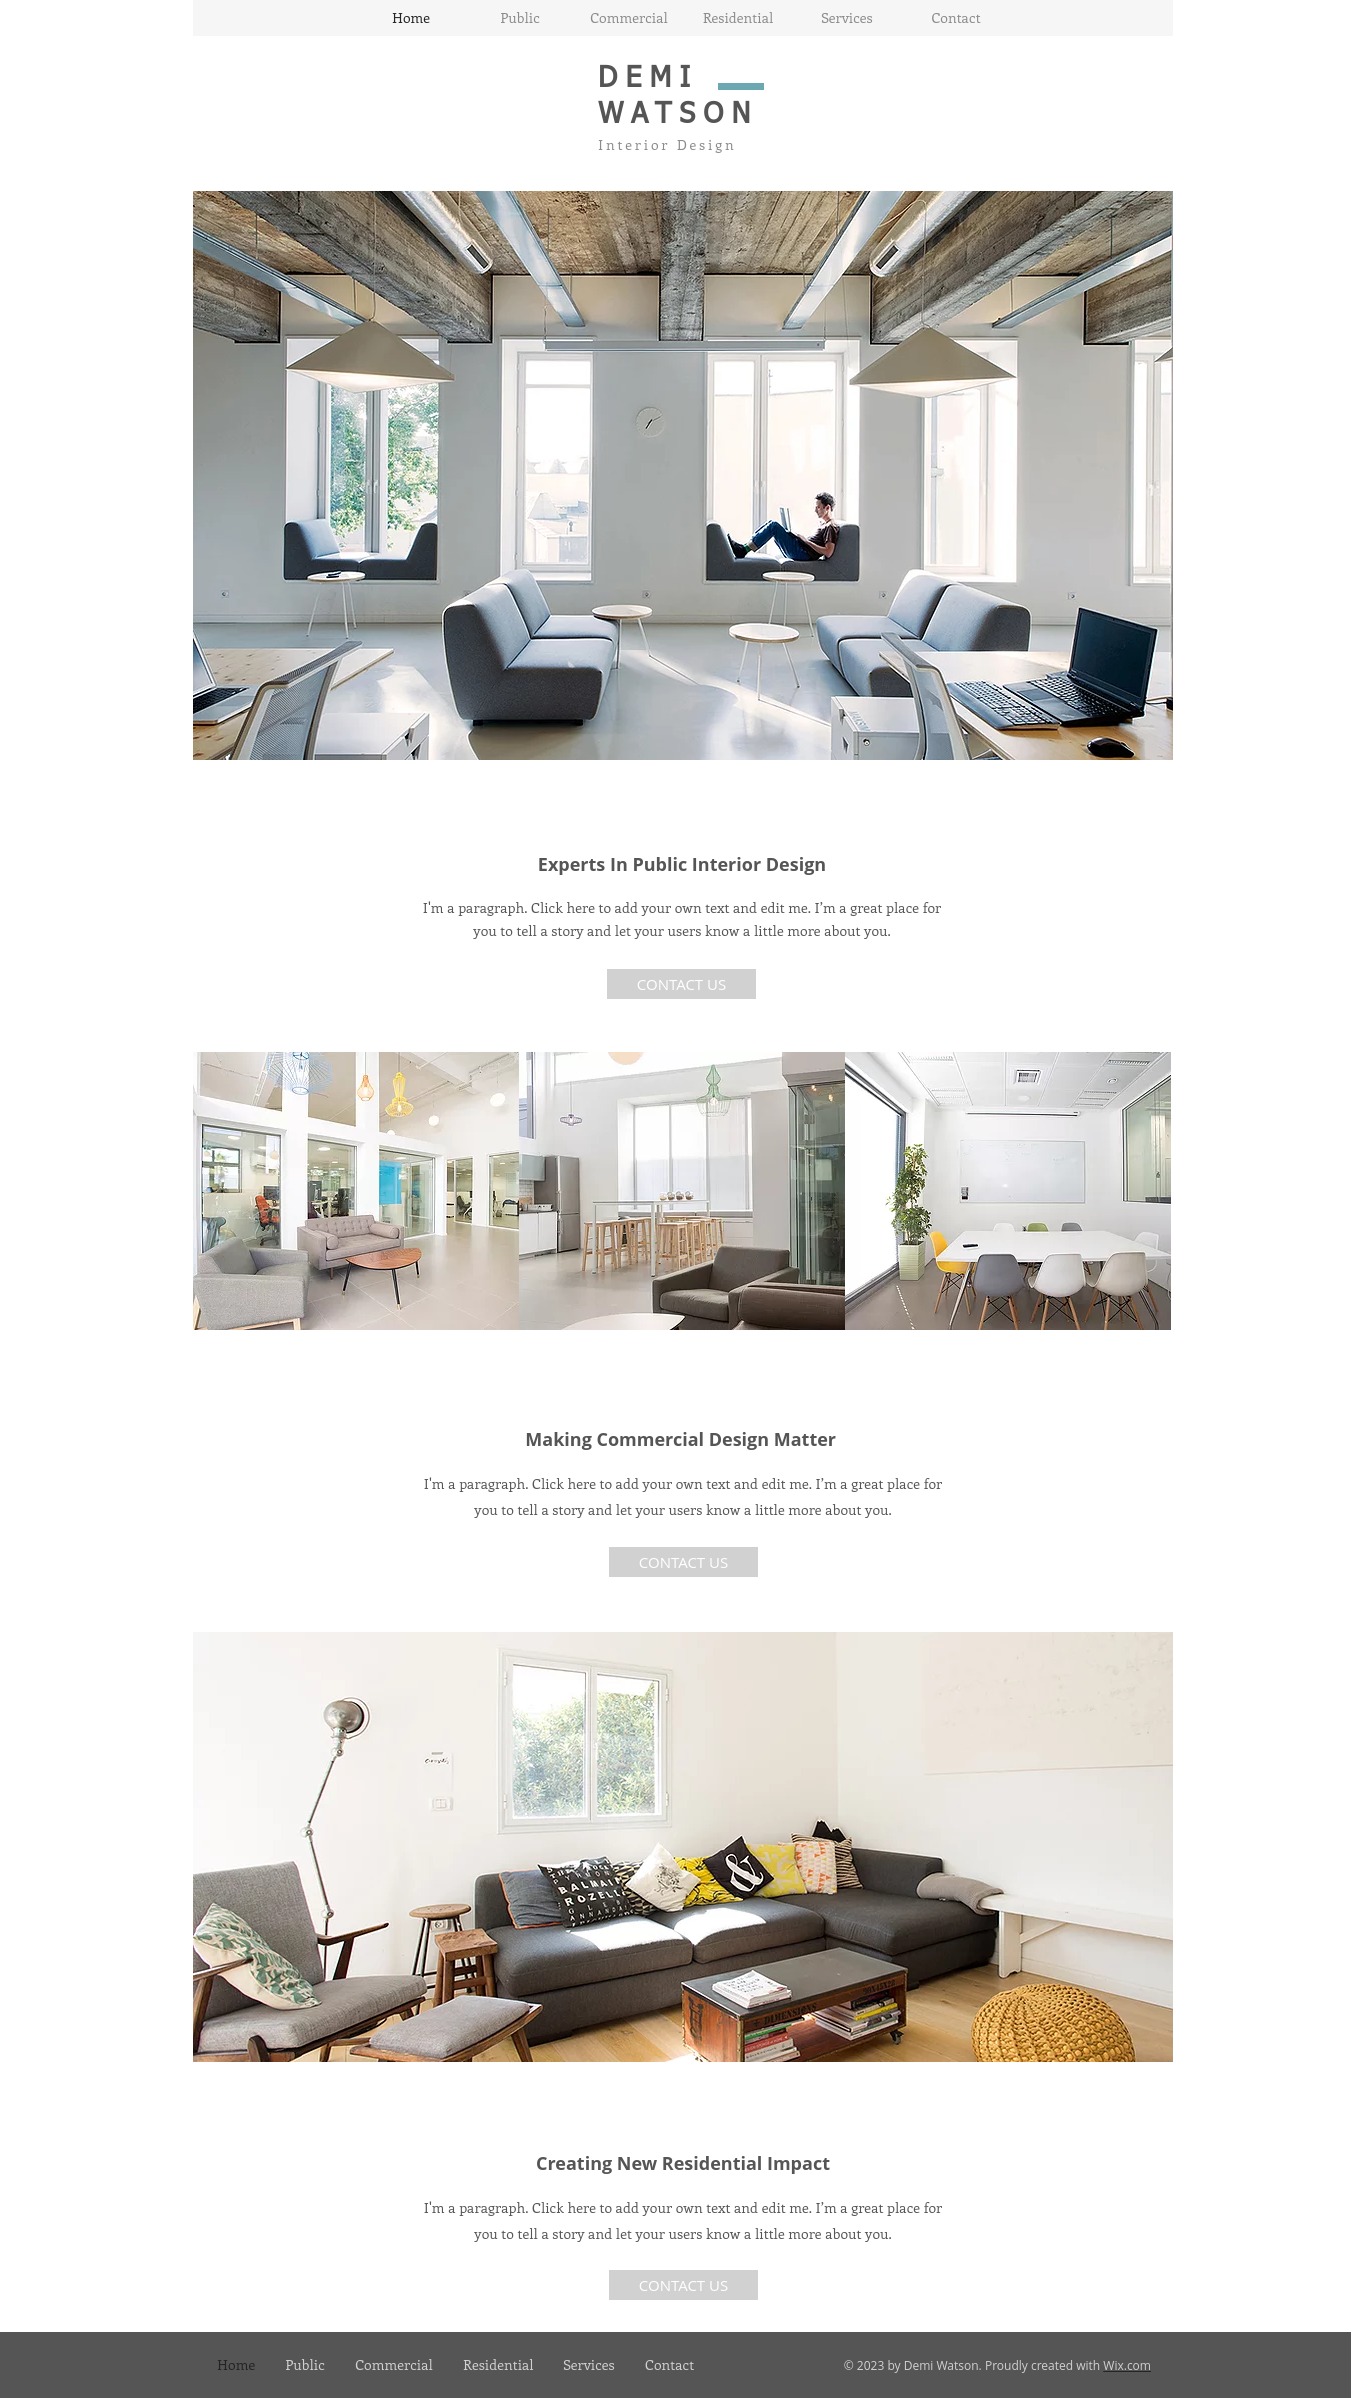 Home Public Commercial Residential Services Contact
DEMI
WATSON
Interior Design
Experts In Public Interior Design
I'm a paragraph. Click here to add your own text and edit me. I’m a great place for
you to tell a story and let your users know a little more about you.
CONTACT US
Making Commercial Design Matter
I'm a paragraph. Click here to add your own text and edit me. I’m a great place for
you to tell a story and let your users know a little more about you.
CONTACT US
BALMAIN
ROZELL
&
DIMENSIONS
Creating New Residential Impact
I'm a paragraph. Click here to add your own text and edit me. I’m a great place for
you to tell a story and let your users know a little more about you.
CONTACT US
Home Public Commercial Residential Services Contact
© 2023 by Demi Watson. Proudly created with Wix.com